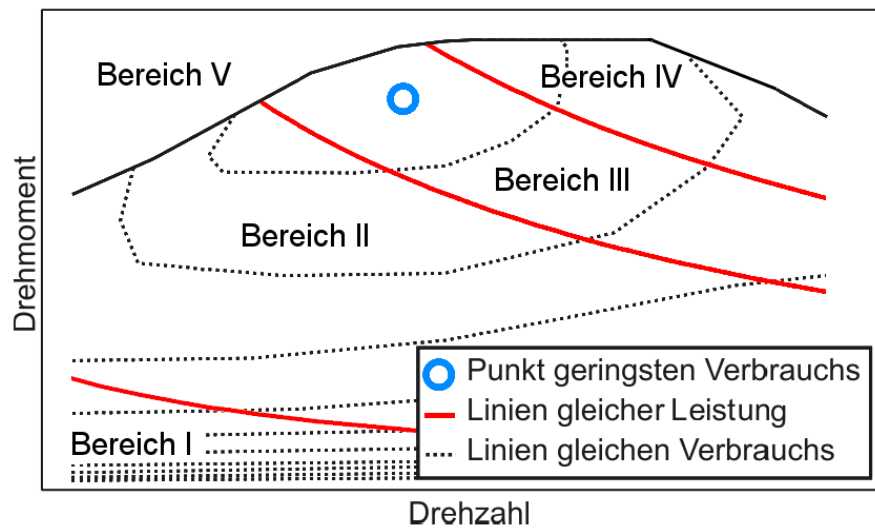 Bereich V
Bereich IV
Bereich III
Bereich II
Bereich I
Drehmoment
Drehzahl
Punkt geringsten Verbrauchs
Linien gleicher Leistung
Linien gleichen Verbrauchs